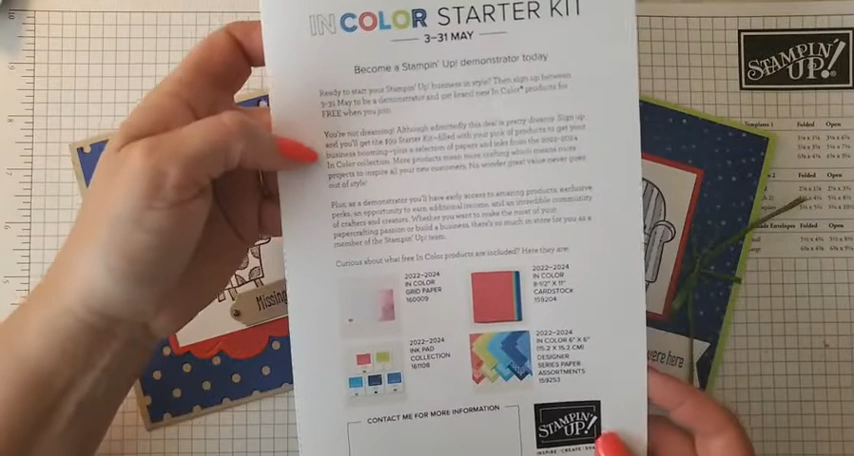 IN COLOR STARTER KIT
3–31 MAY
Become a Stampin' Up! demonstrator today
Ready to start your Stampin' Up! business in style? Then sign up between
3–31 May to be a demonstrator and get brand new In Color® products for
FREE when you join.
You're not dreaming! Although admittedly this deal is pretty dreamy. Sign up
and you'll get the $99 Starter Kit—filled with your pick of products to get your
business booming—plus a selection of papers and inks from the 2022–2024
In Color collection. More products mean more crafting which means more
projects to inspire all your new customers. No wonder great value never goes
out of style!
Plus, as a demonstrator you'll have early access to amazing products, exclusive
perks, an opportunity to earn extra income, and an incredible community
of crafters and creators. Whether you want to make the most of your
papercrafting passion or build a business, there's so much in store for you as a
member of the Stampin' Up! team.
Curious about what free In Color products are included? Here they are:
2022–2024
IN COLOR
GRID PAPER
160009
2022–2024
IN COLOR
8-1/2" X 11"
CARDSTOCK
159204
2022–2024
INK PAD
COLLECTION
161108
2022–2024
IN COLOR 6" X 6"
(15.2 X 15.2 CM)
DESIGNER
SERIES PAPER
ASSORTMENTS
159253
CONTACT ME FOR MORE INFORMATION
STAMPIN' UP!
INSPIRE CREATE
STAMPIN' UP!
Missing
were here
Template 1
Folded
Folded
Folded
Folded